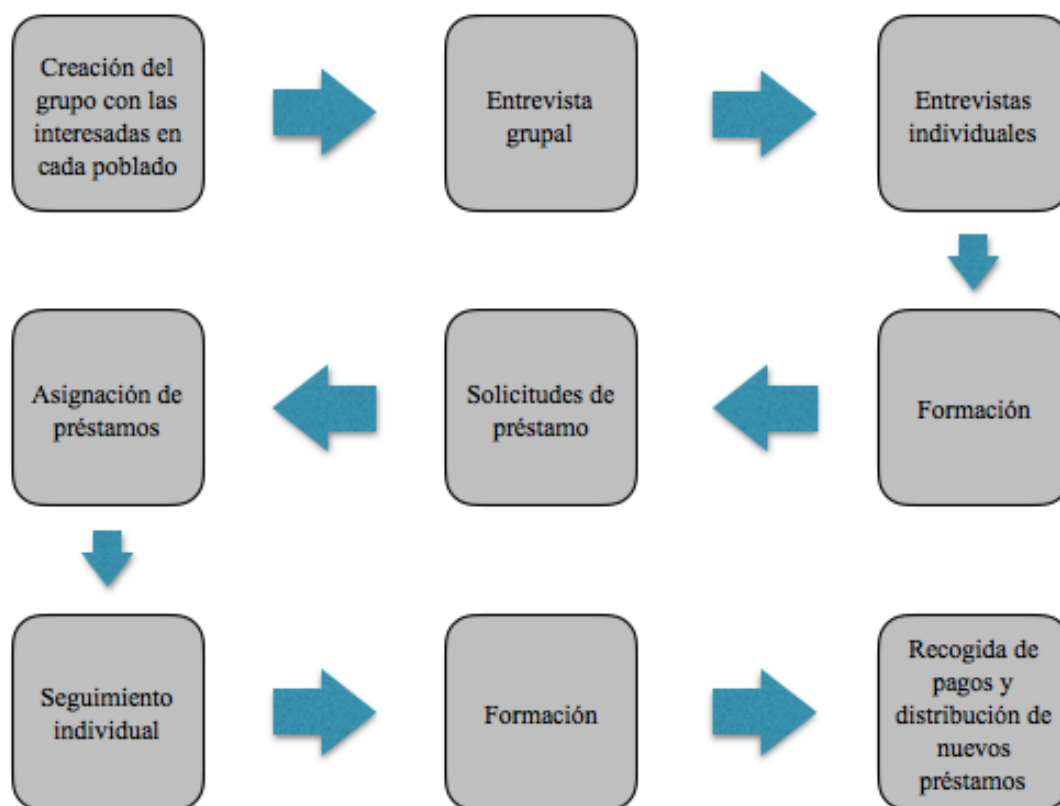 Creación del
grupo con las
interesadas en
cada poblado
Entrevista
grupal
Entrevistas
individuales
Formación
Solicitudes de
préstamo
Asignación de
préstamos
Seguimiento
individual
Formación
Recogida de
pagos y
distribución de
nuevos
préstamos